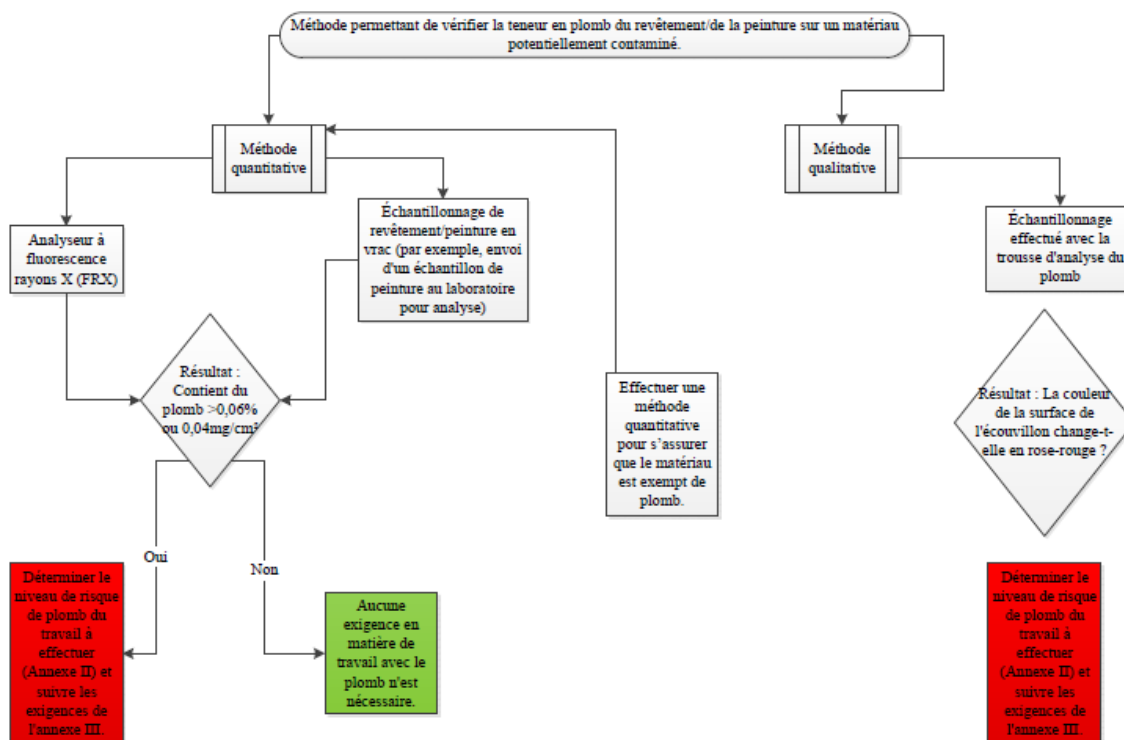 Méthode permettant de vérifier la teneur en plomb du revêtement/de la peinture sur un matériau
potentiellement contaminé.
Méthode
quantitative
Méthode
qualitative
Analyseur à
fluorescence
rayons X (FRX)
Échantillonnage de
revêtement/peinture en
vrac (par exemple, envoi
d'un échantillon de
peinture au laboratoire
pour analyse)
Échantillonnage
effectué avec la
trousse d'analyse du
plomb
Résultat :
Contient du
plomb >0,06%
ou 0,04mg/cm²
Effectuer une
méthode
quantitative
pour s’assurer
que le matériau
est exempt de
plomb.
Résultat : La couleur
de la surface de
l'écouvillon change-t-
elle en rose-rouge ?
Oui
Non
Déterminer le
niveau de risque
de plomb du
travail à
effectuer
(Annexe II) et
suivre les
exigences de
l'annexe III.
Aucune
exigence en
matière de
travail avec le
plomb n'est
nécessaire.
Déterminer le
niveau de risque
de plomb du
travail à
effectuer
(Annexe II) et
suivre les
exigences de
l'annexe III.